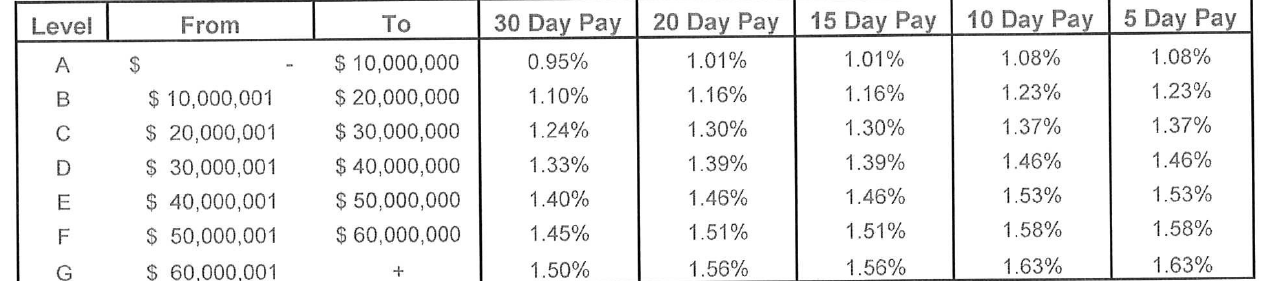 Level From To 30 Day Pay 20 Day Pay 15 Day Pay 10 Day Pay 5 Day Pay
A $ - $ 10,000,000 0.95% 1.01% 1.01% 1.08% 1.08%
B $ 10,000,001 $ 20,000,000 1.10% 1.16% 1.16% 1.23% 1.23%
C $ 20,000,001 $ 30,000,000 1.24% 1.30% 1.30% 1.37% 1.37%
D $ 30,000,001 $ 40,000,000 1.33% 1.39% 1.39% 1.46% 1.46%
E $ 40,000,001 $ 50,000,000 1.40% 1.46% 1.46% 1.53% 1.53%
F $ 50,000,001 $ 60,000,000 1.45% 1.51% 1.51% 1.58% 1.58%
G $ 60,000,001 + 1.50% 1.56% 1.56% 1.63% 1.63%